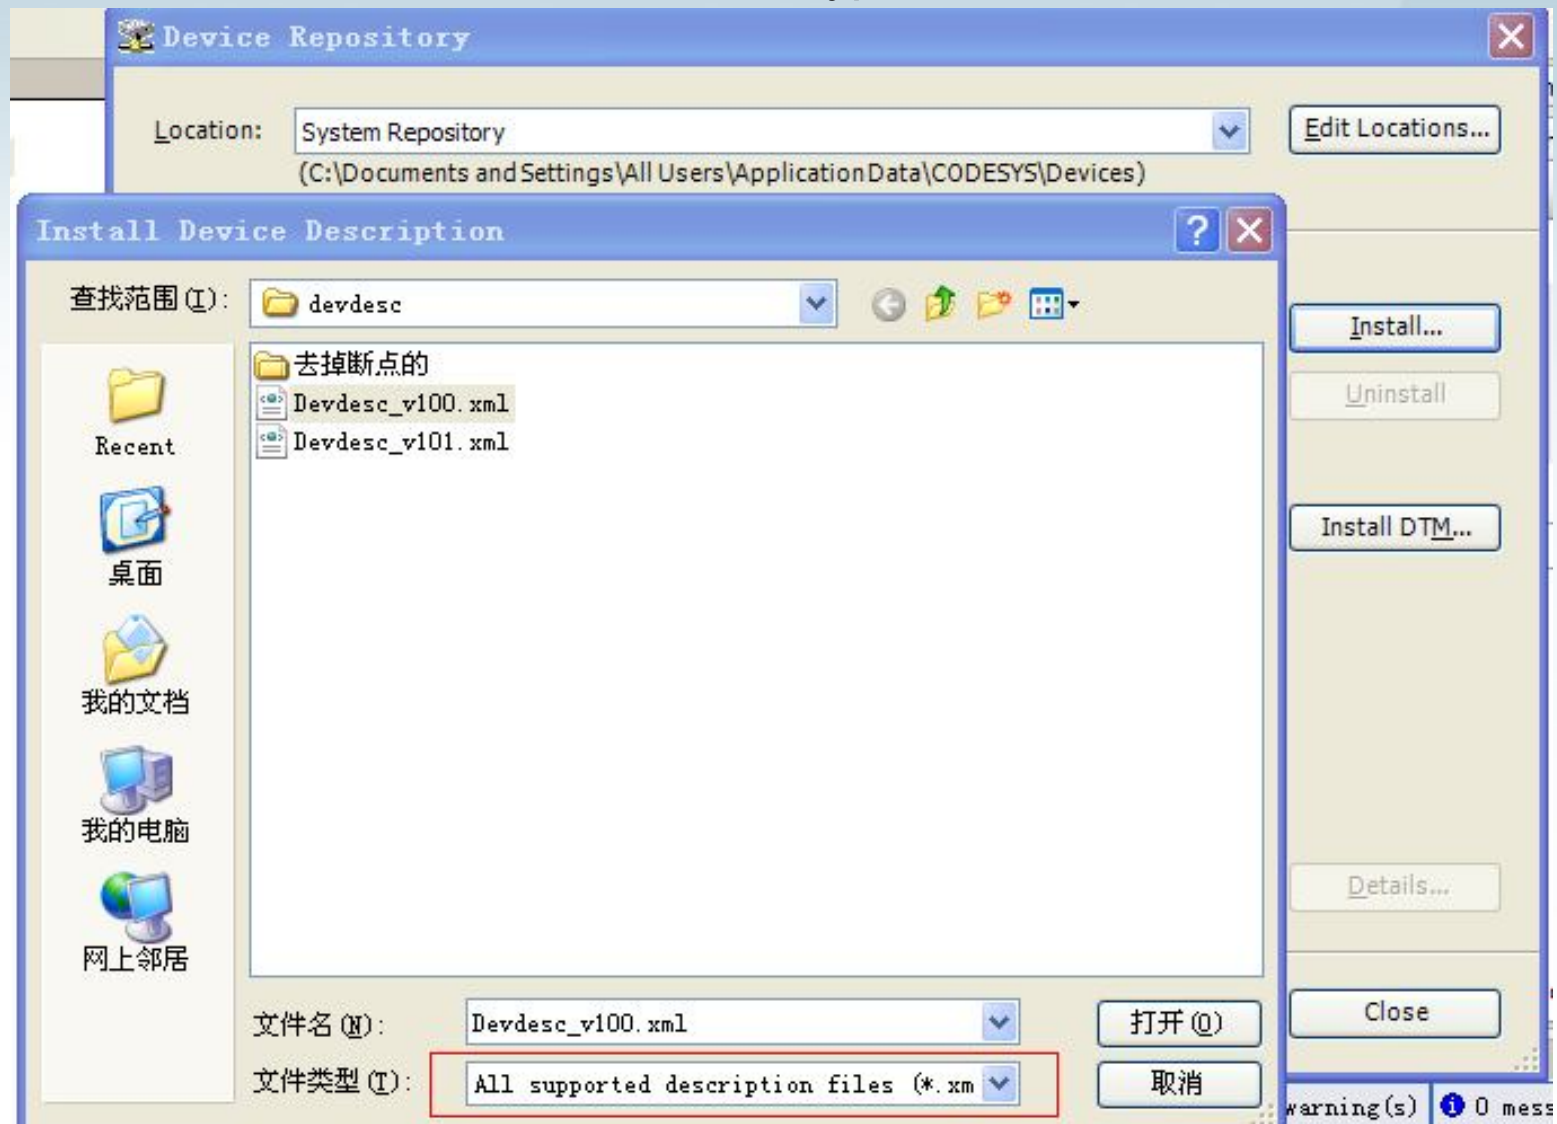 Device Repository
Location: System Repository Edit Locations...
(C:\Documents and Settings\All Users\Application Data\CODESYS\Devices)
Install Device Description
查找范围(I): devdesc
Install...
去掉断点的
Uninstall
Devdesc_v100.xml
Recent
Devdesc_v101.xml
Install DTM...
桌面
我的文档
我的电脑
Details...
网上邻居
文件名(N): Devdesc_v100.xml 打开(O) Close
文件类型(T): All supported description files (*.xm 取消
warning(s) 0 mess